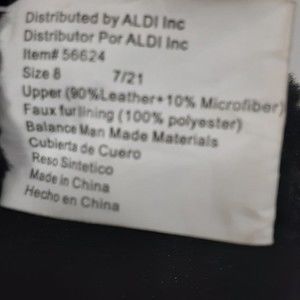 Distributed by ALDI Inc
Distribuitor Por ALDI Inc
Item# 56624
Size 8 7/21
Upper (90%Leather+10% Microfiber)
Faux fur lining (100% polyester)
Balance Man Made Materials
Cubierta de Cuero
Reso Sintetico
Made in China
Hecho en China